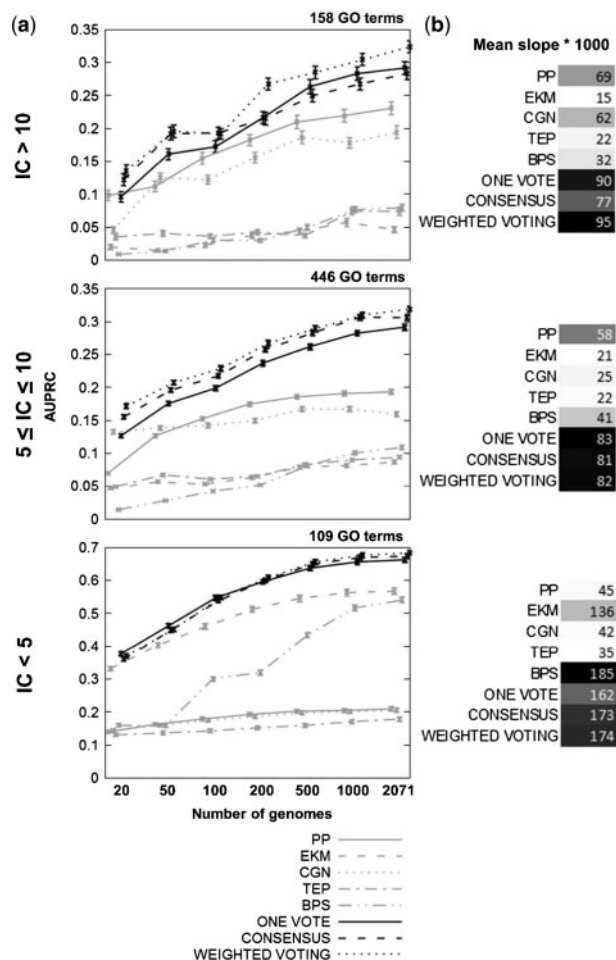 (a)
158 GO terms
IC > 10
0.35
0.3
0.25
0.2
0.15
0.1
0.05
0
446 GO terms
5 ≤ IC ≤ 10
AUPRC
0.35
0.3
0.25
0.2
0.15
0.1
0.05
0
109 GO terms
IC < 5
0.7
0.6
0.5
0.4
0.3
0.2
0.1
0
20 50 100 200 500 1000 2071
Number of genomes
PP
EKM
CGN
TEP
BPS
ONE VOTE
CONSENSUS
WEIGHTED VOTING
(b)
Mean slope * 1000
PP 69
EKM 15
CGN 62
TEP 22
BPS 32
ONE VOTE 90
CONSENSUS 77
WEIGHTED VOTING 95
PP 58
EKM 21
CGN 25
TEP 22
BPS 41
ONE VOTE 83
CONSENSUS 81
WEIGHTED VOTING 82
PP 45
EKM 136
CGN 42
TEP 35
BPS 185
ONE VOTE 162
CONSENSUS 173
WEIGHTED VOTING 174